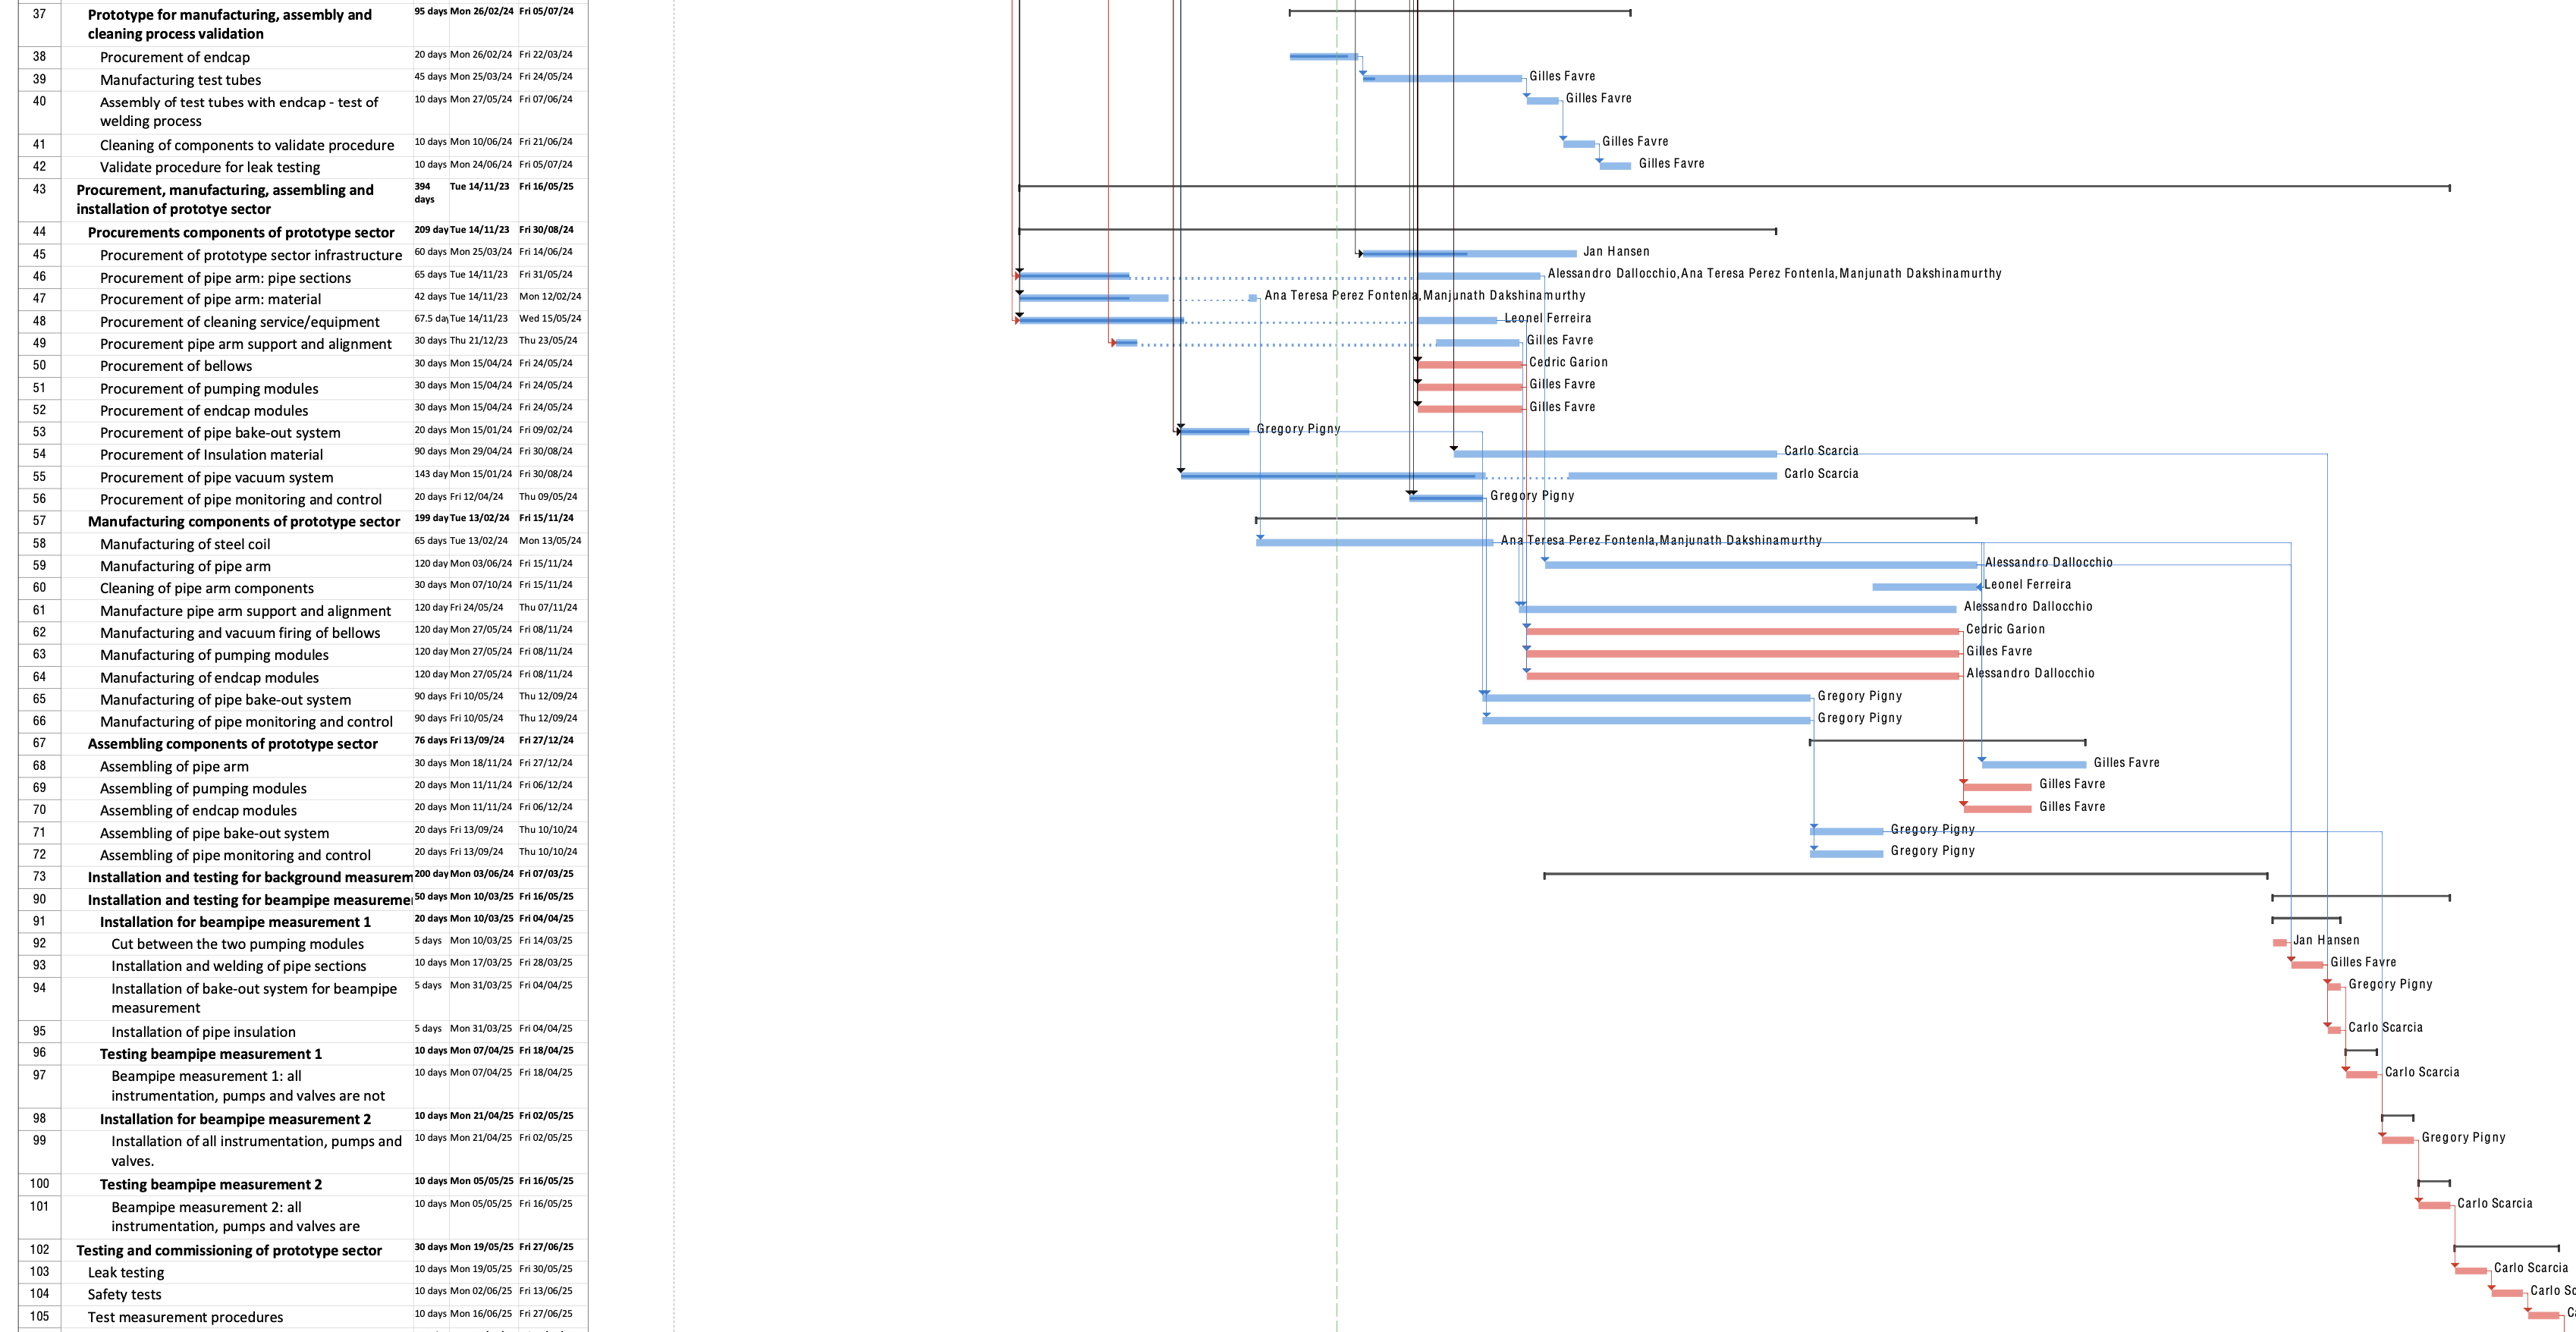 37 Prototype for manufacturing, assembly and 95 days Mon 26/02/24 Fri 05/07/24
cleaning process validation
38 Procurement of endcap 20 days Mon 26/02/24 Fri 22/03/24
39 Manufacturing test tubes 45 days Mon 25/03/24 Fri 24/05/24 Gilles Favre
40 Assembly of test tubes with endcap - test of 10 days Mon 27/05/24 Fri 07/06/24 Gilles Favre
welding process
41 Cleaning of components to validate procedure 10 days Mon 10/06/24 Fri 21/06/24 Gilles Favre
42 Validate procedure for leak testing 10 days Mon 24/06/24 Fri 05/07/24 Gilles Favre
43 Procurement, manufacturing, assembling and 394 Tue 14/11/23 Fri 16/05/25
installation of prototye sector days
44 Procurements components of prototype sector 209 day Tue 14/11/23 Fri 30/08/24
45 Procurement of prototype sector infrastructure 60 days Mon 25/03/24 Fri 14/06/24 Jan Hansen
46 Procurement of pipe arm: pipe sections 65 days Tue 14/11/23 Fri 31/05/24 Alessandro Dallocchio,Ana Teresa Perez Fontenla,Manjunath Dakshinamurthy
47 Procurement of pipe arm: material 42 days Tue 14/11/23 Mon 12/02/24 Ana Teresa Perez Fontenla,Manjunath Dakshinamurthy
48 Procurement of cleaning service/equipment 67.5 day Tue 14/11/23 Wed 15/05/24 Leonel Ferreira
49 Procurement pipe arm support and alignment 30 days Thu 21/12/23 Thu 23/05/24 Gilles Favre
50 Procurement of bellows 30 days Mon 15/04/24 Fri 24/05/24 Cedric Garion
51 Procurement of pumping modules 30 days Mon 15/04/24 Fri 24/05/24 Gilles Favre
52 Procurement of endcap modules 30 days Mon 15/04/24 Fri 24/05/24 Gilles Favre
53 Procurement of pipe bake-out system 20 days Mon 15/01/24 Fri 09/02/24 Gregory Pigny
54 Procurement of Insulation material 90 days Mon 29/04/24 Fri 30/08/24 Carlo Scarcia
55 Procurement of pipe vacuum system 143 day Mon 15/01/24 Fri 30/08/24 Carlo Scarcia
56 Procurement of pipe monitoring and control 20 days Fri 12/04/24 Thu 09/05/24 Gregory Pigny
57 Manufacturing components of prototype sector 199 day Tue 13/02/24 Fri 15/11/24
58 Manufacturing of steel coil 65 days Tue 13/02/24 Mon 13/05/24 Ana Teresa Perez Fontenla,Manjunath Dakshinamurthy
59 Manufacturing of pipe arm 120 day Mon 03/06/24 Fri 15/11/24 Alessandro Dallocchio
60 Cleaning of pipe arm components 30 days Mon 07/10/24 Fri 15/11/24 Leonel Ferreira
61 Manufacture pipe arm support and alignment 120 day Fri 24/05/24 Thu 07/11/24 Alessandro Dallocchio
62 Manufacturing and vacuum firing of bellows 120 day Mon 27/05/24 Fri 08/11/24 Cedric Garion
63 Manufacturing of pumping modules 120 day Mon 27/05/24 Fri 08/11/24 Gilles Favre
64 Manufacturing of endcap modules 120 day Mon 27/05/24 Fri 08/11/24 Alessandro Dallocchio
65 Manufacturing of pipe bake-out system 90 days Fri 10/05/24 Thu 12/09/24 Gregory Pigny
66 Manufacturing of pipe monitoring and control 90 days Fri 10/05/24 Thu 12/09/24 Gregory Pigny
67 Assembling components of prototype sector 76 days Fri 13/09/24 Fri 27/12/24
68 Assembling of pipe arm 30 days Mon 18/11/24 Fri 27/12/24 Gilles Favre
69 Assembling of pumping modules 20 days Mon 11/11/24 Fri 06/12/24 Gilles Favre
70 Assembling of endcap modules 20 days Mon 11/11/24 Fri 06/12/24 Gilles Favre
71 Assembling of pipe bake-out system 20 days Fri 13/09/24 Thu 10/10/24 Gregory Pigny
72 Assembling of pipe monitoring and control 20 days Fri 13/09/24 Thu 10/10/24 Gregory Pigny
73 Installation and testing for background measurem 200 day Mon 03/06/24 Fri 07/03/25
90 Installation and testing for beampipe measuremen 50 days Mon 10/03/25 Fri 16/05/25
91 Installation for beampipe measurement 1 20 days Mon 10/03/25 Fri 04/04/25
92 Cut between the two pumping modules 5 days Mon 10/03/25 Fri 14/03/25 Jan Hansen
93 Installation and welding of pipe sections 10 days Mon 17/03/25 Fri 28/03/25 Gilles Favre
94 Installation of bake-out system for beampipe 5 days Mon 31/03/25 Fri 04/04/25 Gregory Pigny
measurement
95 Installation of pipe insulation 5 days Mon 31/03/25 Fri 04/04/25 Carlo Scarcia
96 Testing beampipe measurement 1 10 days Mon 07/04/25 Fri 18/04/25
97 Beampipe measurement 1: all 10 days Mon 07/04/25 Fri 18/04/25 Carlo Scarcia
instrumentation, pumps and valves are not
98 Installation for beampipe measurement 2 10 days Mon 21/04/25 Fri 02/05/25
99 Installation of all instrumentation, pumps and 10 days Mon 21/04/25 Fri 02/05/25 Gregory Pigny
valves.
100 Testing beampipe measurement 2 10 days Mon 05/05/25 Fri 16/05/25
101 Beampipe measurement 2: all 10 days Mon 05/05/25 Fri 16/05/25 Carlo Scarcia
instrumentation, pumps and valves are
102 Testing and commissioning of prototype sector 30 days Mon 19/05/25 Fri 27/06/25
103 Leak testing 10 days Mon 19/05/25 Fri 30/05/25 Carlo Scarcia
104 Safety tests 10 days Mon 02/06/25 Fri 13/06/25 Carlo Sc
105 Test measurement procedures 10 days Mon 16/06/25 Fri 27/06/25